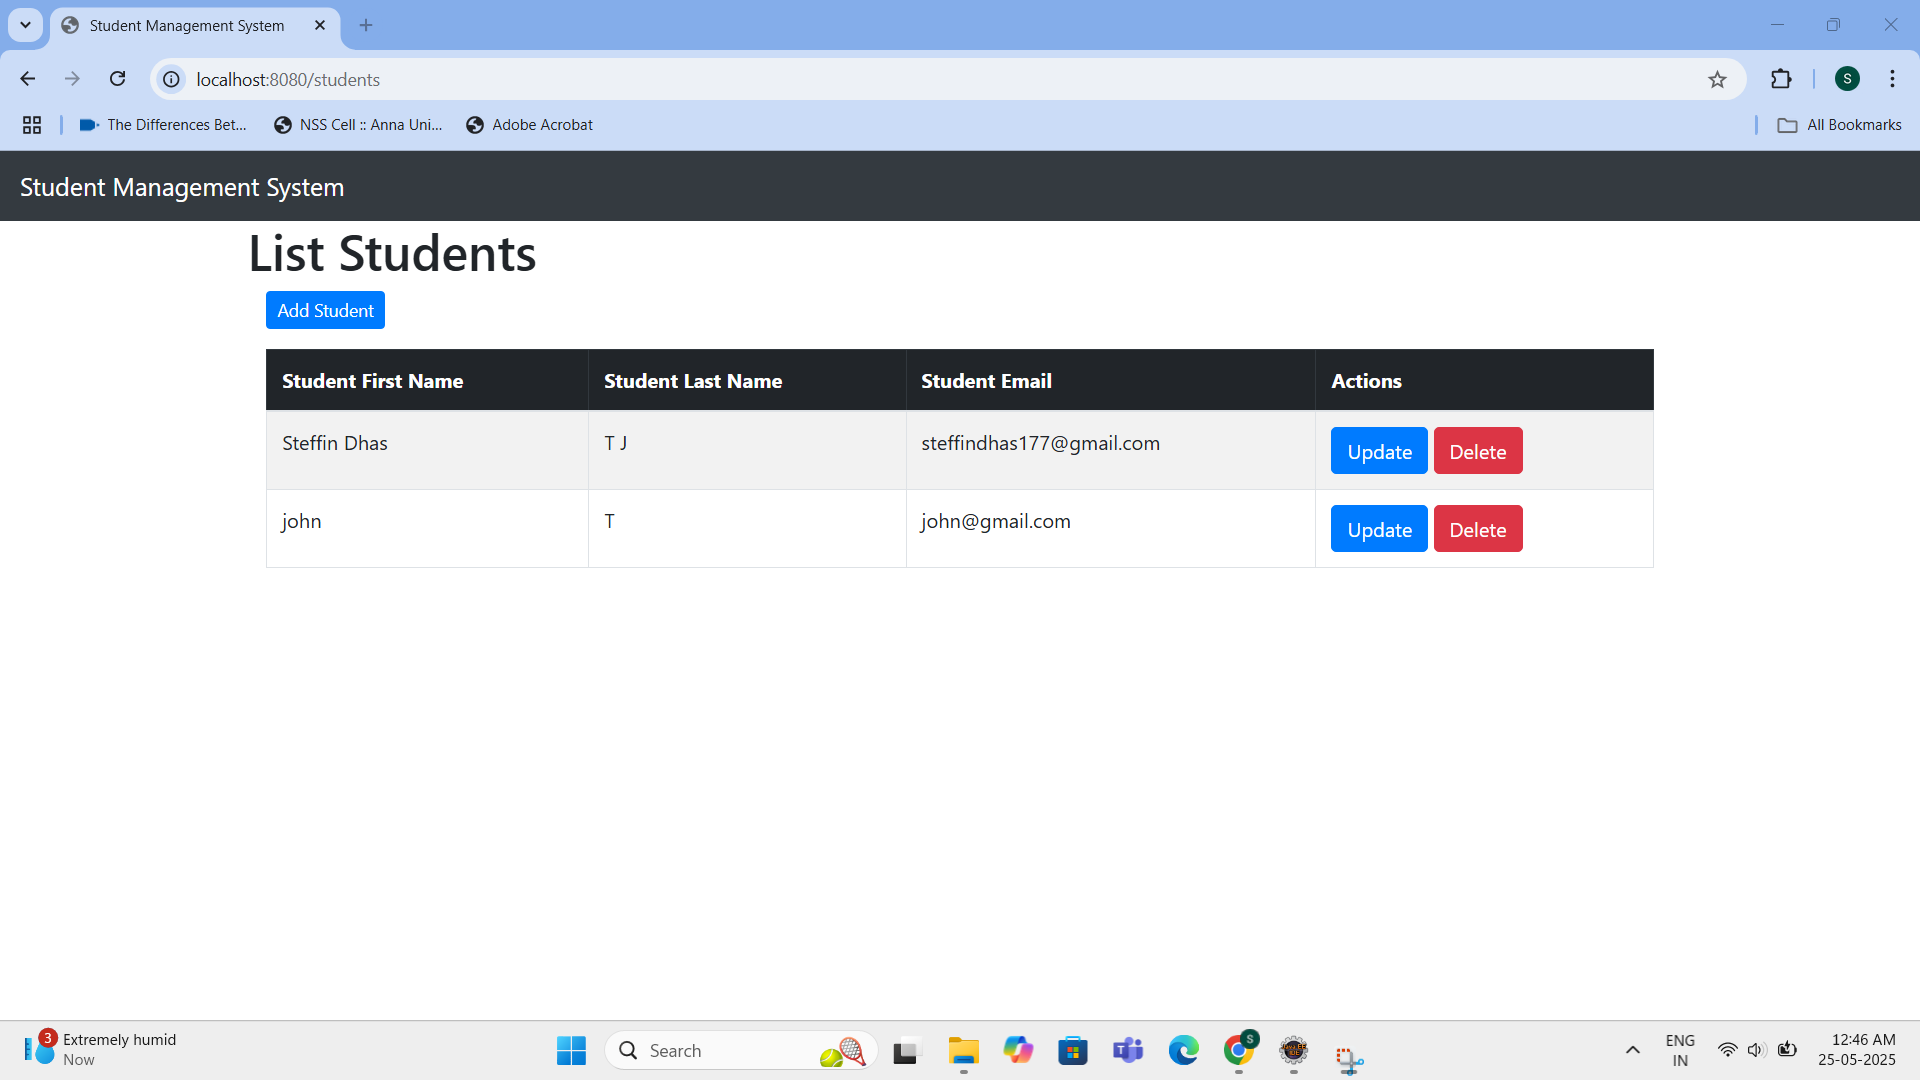 Student Management System
localhost:8080/students
S
The Differences Bet...
NSS Cell :: Anna Uni...
Adobe Acrobat
All Bookmarks
Student Management System
List Students
Add Student
Student First Name Student Last Name Student Email Actions
Steffin Dhas T J steffindhas177@gmail.com Update Delete
john T john@gmail.com Update Delete
3
Extremely humid
Now
Search
S
ENG
IN
12:46 AM
25-05-2025